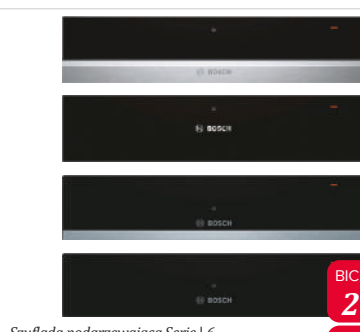 BOSCH
BOSCH
BOSCH
BOSCH
BIC
2
Szuflada podgrzewająca Serie | 6